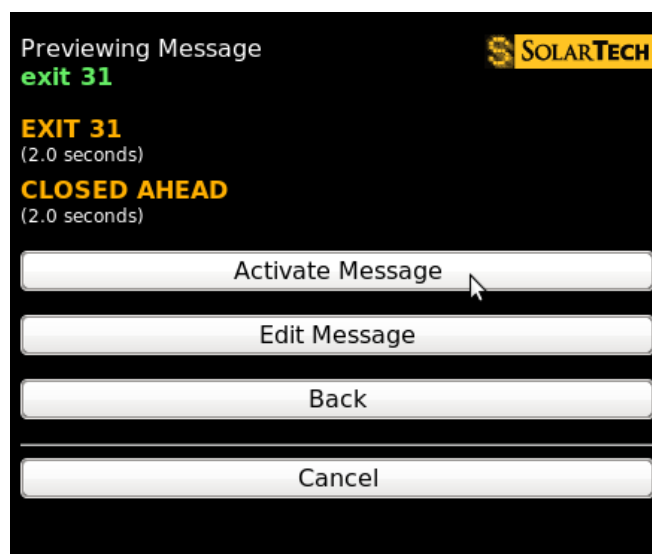 Previewing Message
SOLARTECH
exit 31
EXIT 31
(2.0 seconds)
CLOSED AHEAD
(2.0 seconds)
Activate Message
Edit Message
Back
Cancel